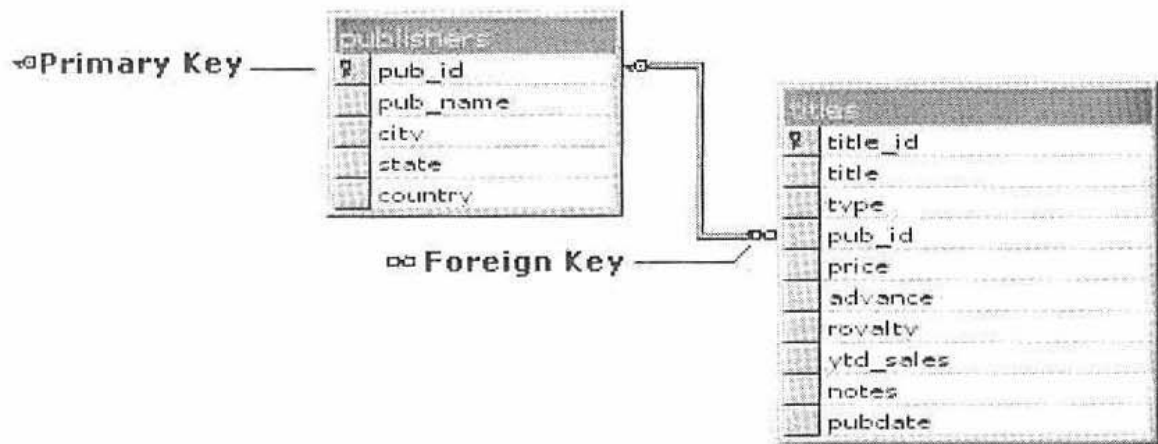 publishers
Primary Key
pub_id
pub_name
city
state
country
titles
title_id
title
type
pub_id
Foreign Key
price
advance
royalty
ytd_sales
notes
pubdate